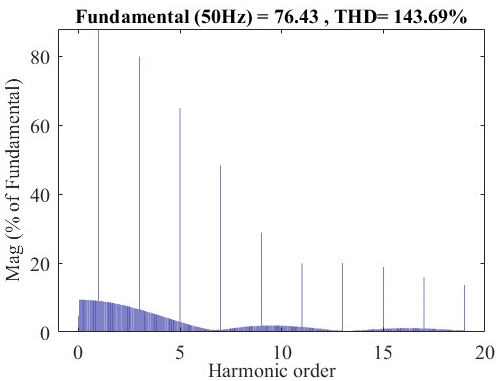 Fundamental (50Hz) = 76.43 , THD= 143.69%
Mag (% of Fundamental)
80
60
40
20
0
0 5 10 15 20
Harmonic order